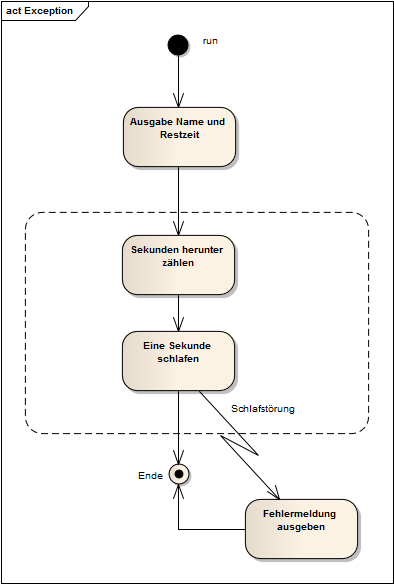 act Exception
run
Ausgabe Name und
Restzeit
Sekunden herunter
zählen
Eine Sekunde
schlafen
Schlafstörung
Ende
Fehlermeldung
ausgeben